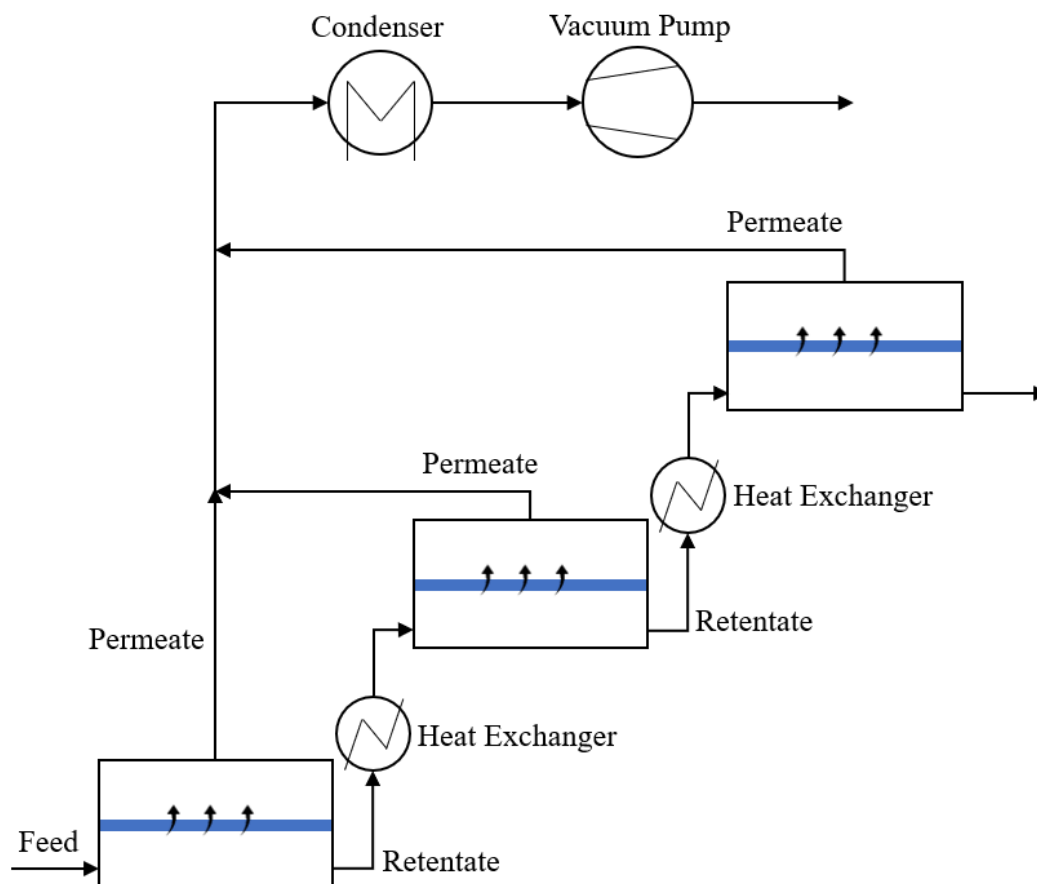 Condenser
Vacuum Pump
Permeate
Permeate
Heat Exchanger
Retentate
Permeate
Heat Exchanger
Feed
Retentate